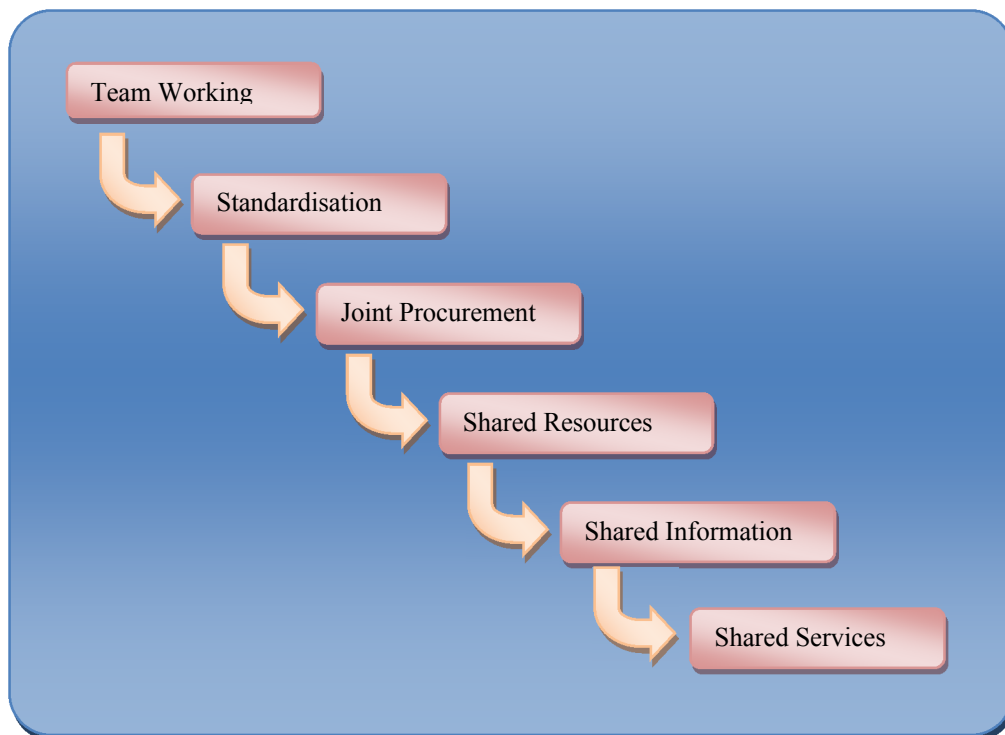 Team Working
Standardisation
Joint Procurement
Shared Resources
Shared Information
Shared Services